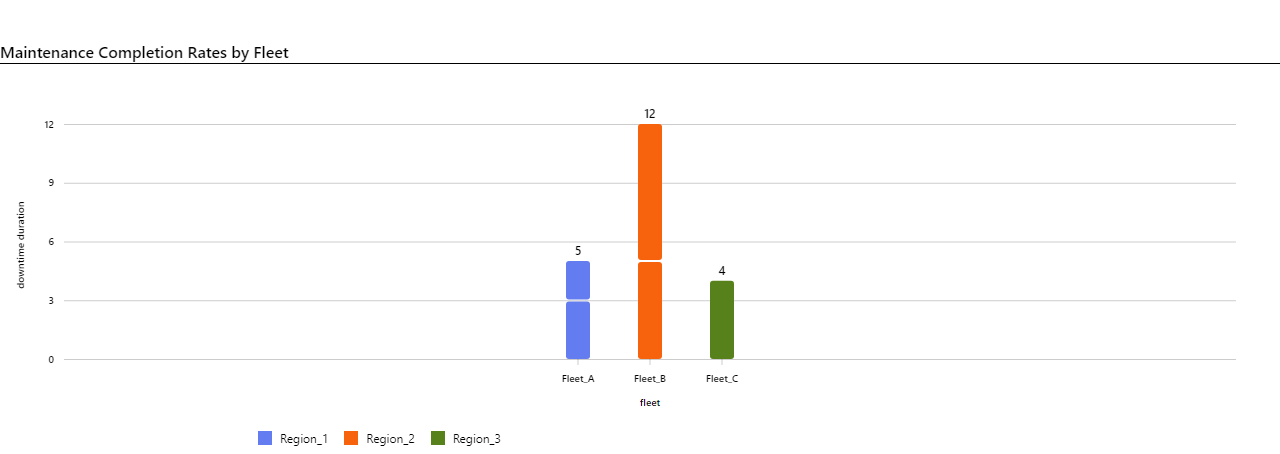 Maintenance Completion Rates by Fleet
12
12
9
6
5
4
3
0
downtime duration
Fleet_A Fleet_B Fleet_C
fleet
Region_1 Region_2 Region_3